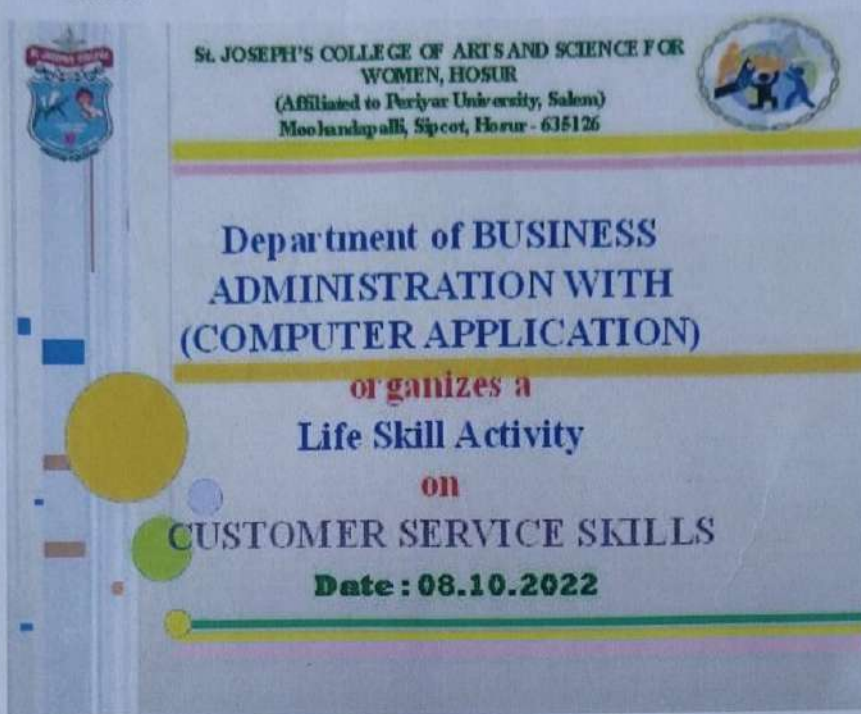 St. JOSEPH'S COLLEGE OF ARTS AND SCIENCE FOR
WOMEN, HOSUR
(Affiliated to Periyar University, Salem)
Moohandapalli, Sipcot, Hosur - 635126
Department of BUSINESS
ADMINISTRATION WITH
(COMPUTER APPLICATION)
organizes a
Life Skill Activity
on
CUSTOMER SERVICE SKILLS
Date : 08.10.2022